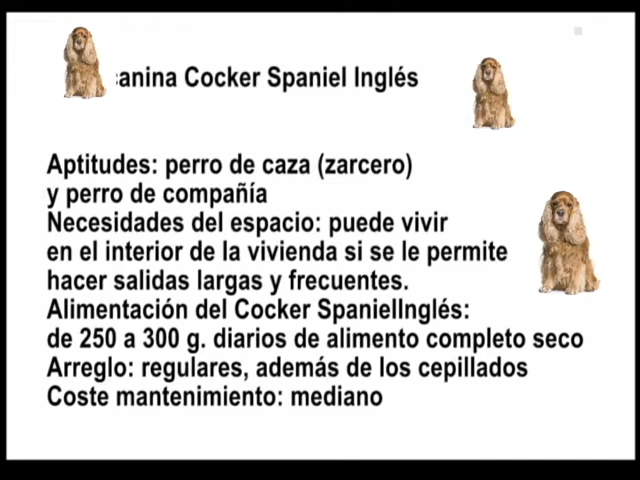 anina Cocker Spaniel Inglés
Aptitudes: perro de caza (zarcero)
y perro de compañía
Necesidades del espacio: puede vivir
en el interior de la vivienda si se le permite
hacer salidas largas y frecuentes.
Alimentación del Cocker SpanielInglés:
de 250 a 300 g. diarios de alimento completo seco
Arreglo: regulares, además de los cepillados
Coste mantenimiento: mediano